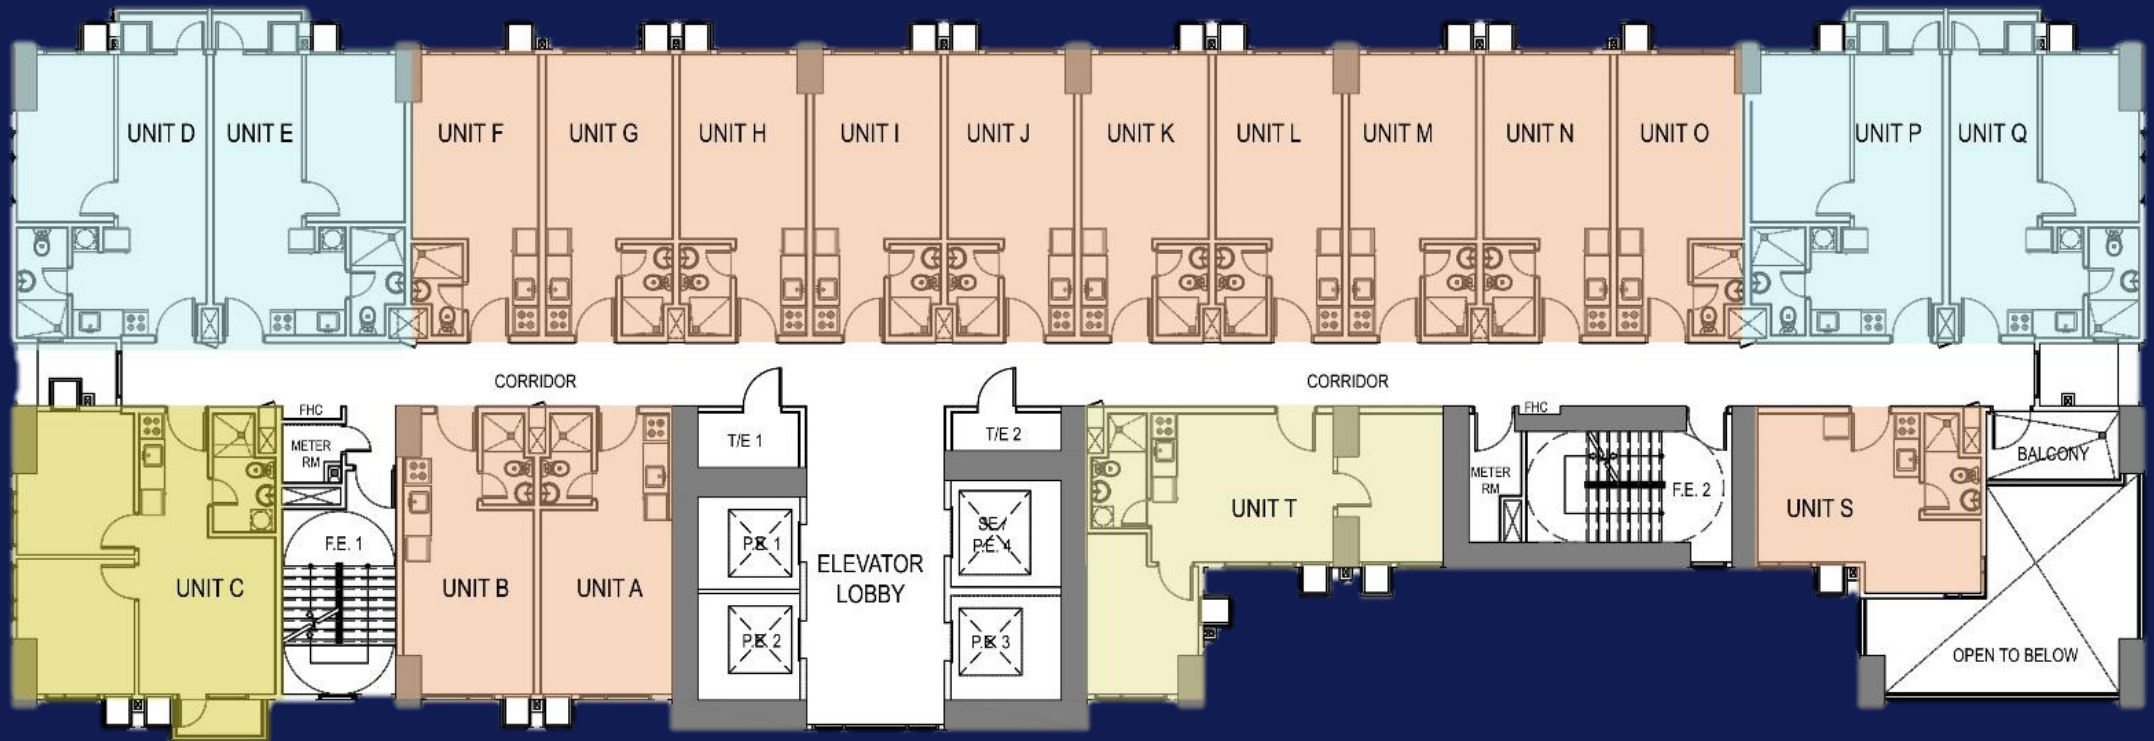 UNIT D
UNIT E
UNIT F
UNIT G
UNIT H
UNIT I
UNIT J
UNIT K
UNIT L
UNIT M
UNIT N
UNIT O
UNIT P
UNIT Q
CORRIDOR
CORRIDOR
FHC
METER
RM
F.E. 1
UNIT C
UNIT B
UNIT A
T/E 1
P.E. 1
P.E. 2
ELEVATOR
LOBBY
T/E 2
SE /
P.E. 4
P.E. 3
UNIT T
FHC
METER
RM
F.E. 2
UNIT S
BALCONY
OPEN TO BELOW